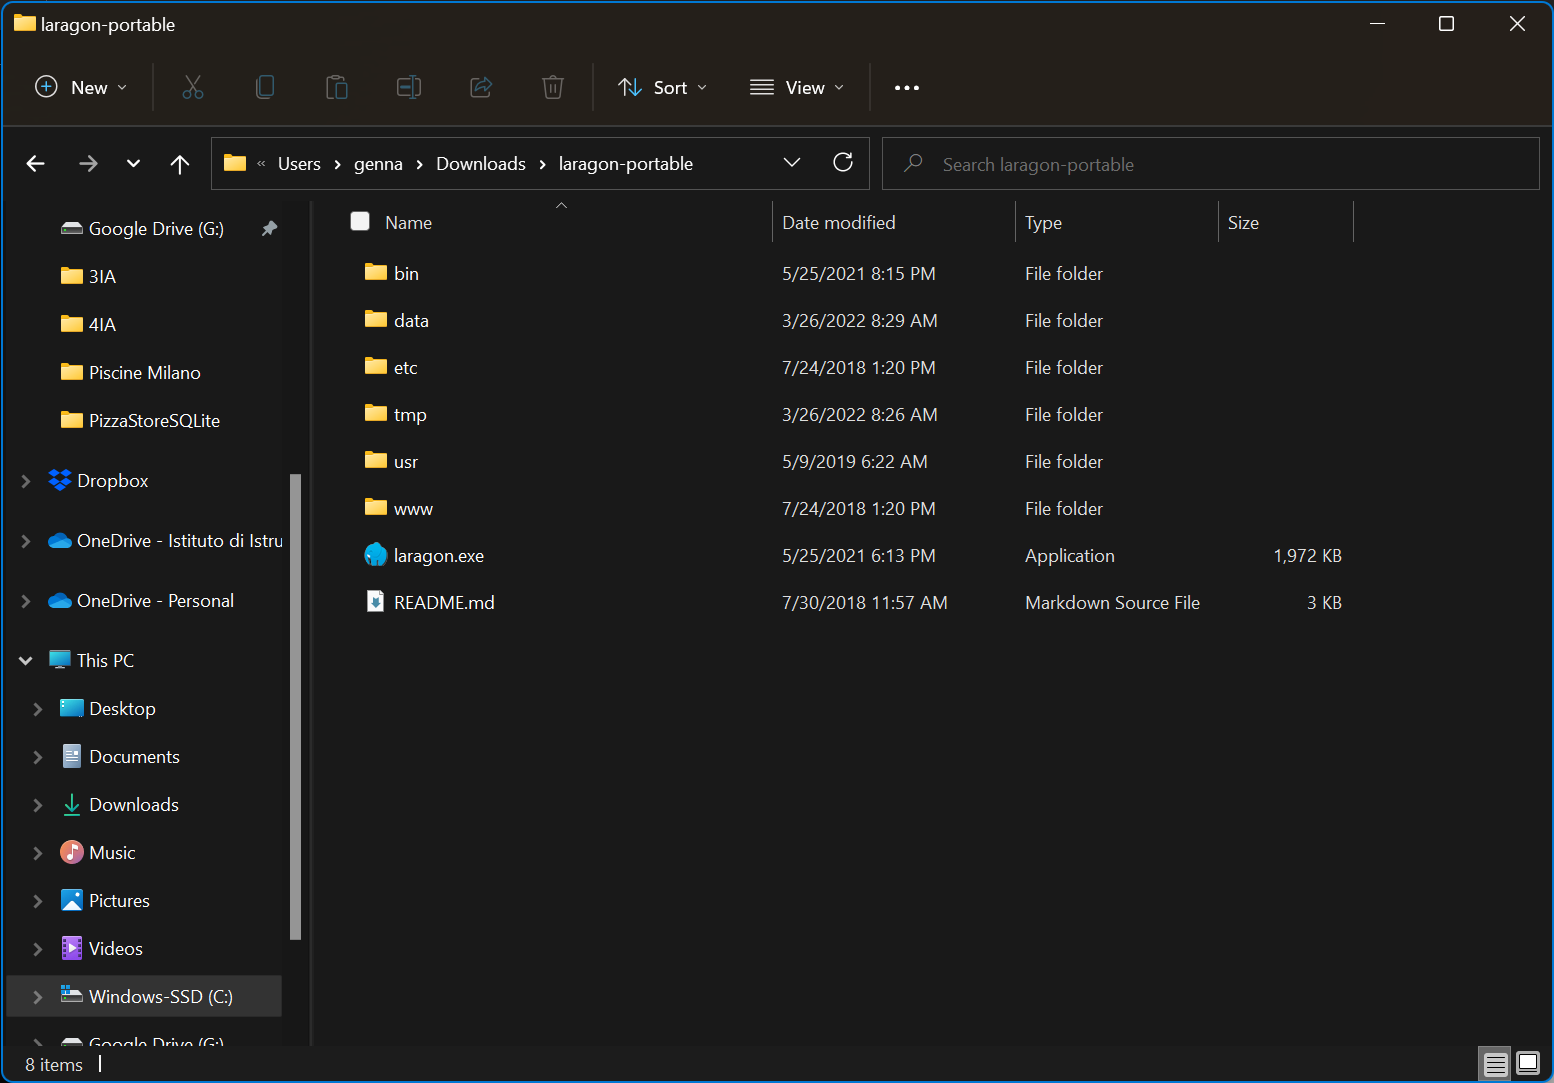 laragon-portable
New Sort View
« Users > genna > Downloads > laragon-portable
Search laragon-portable
Google Drive (G:)
3IA
4IA
Piscine Milano
PizzaStoreSQLite
Dropbox
OneDrive - Istituto di Istru
OneDrive - Personal
This PC
Desktop
Documents
Downloads
Music
Pictures
Videos
Windows-SSD (C:)
Google Drive (G:)
Name Date modified Type Size
bin 5/25/2021 8:15 PM File folder
data 3/26/2022 8:29 AM File folder
etc 7/24/2018 1:20 PM File folder
tmp 3/26/2022 8:26 AM File folder
usr 5/9/2019 6:22 AM File folder
www 7/24/2018 1:20 PM File folder
laragon.exe 5/25/2021 6:13 PM Application 1,972 KB
README.md 7/30/2018 11:57 AM Markdown Source File 3 KB
8 items